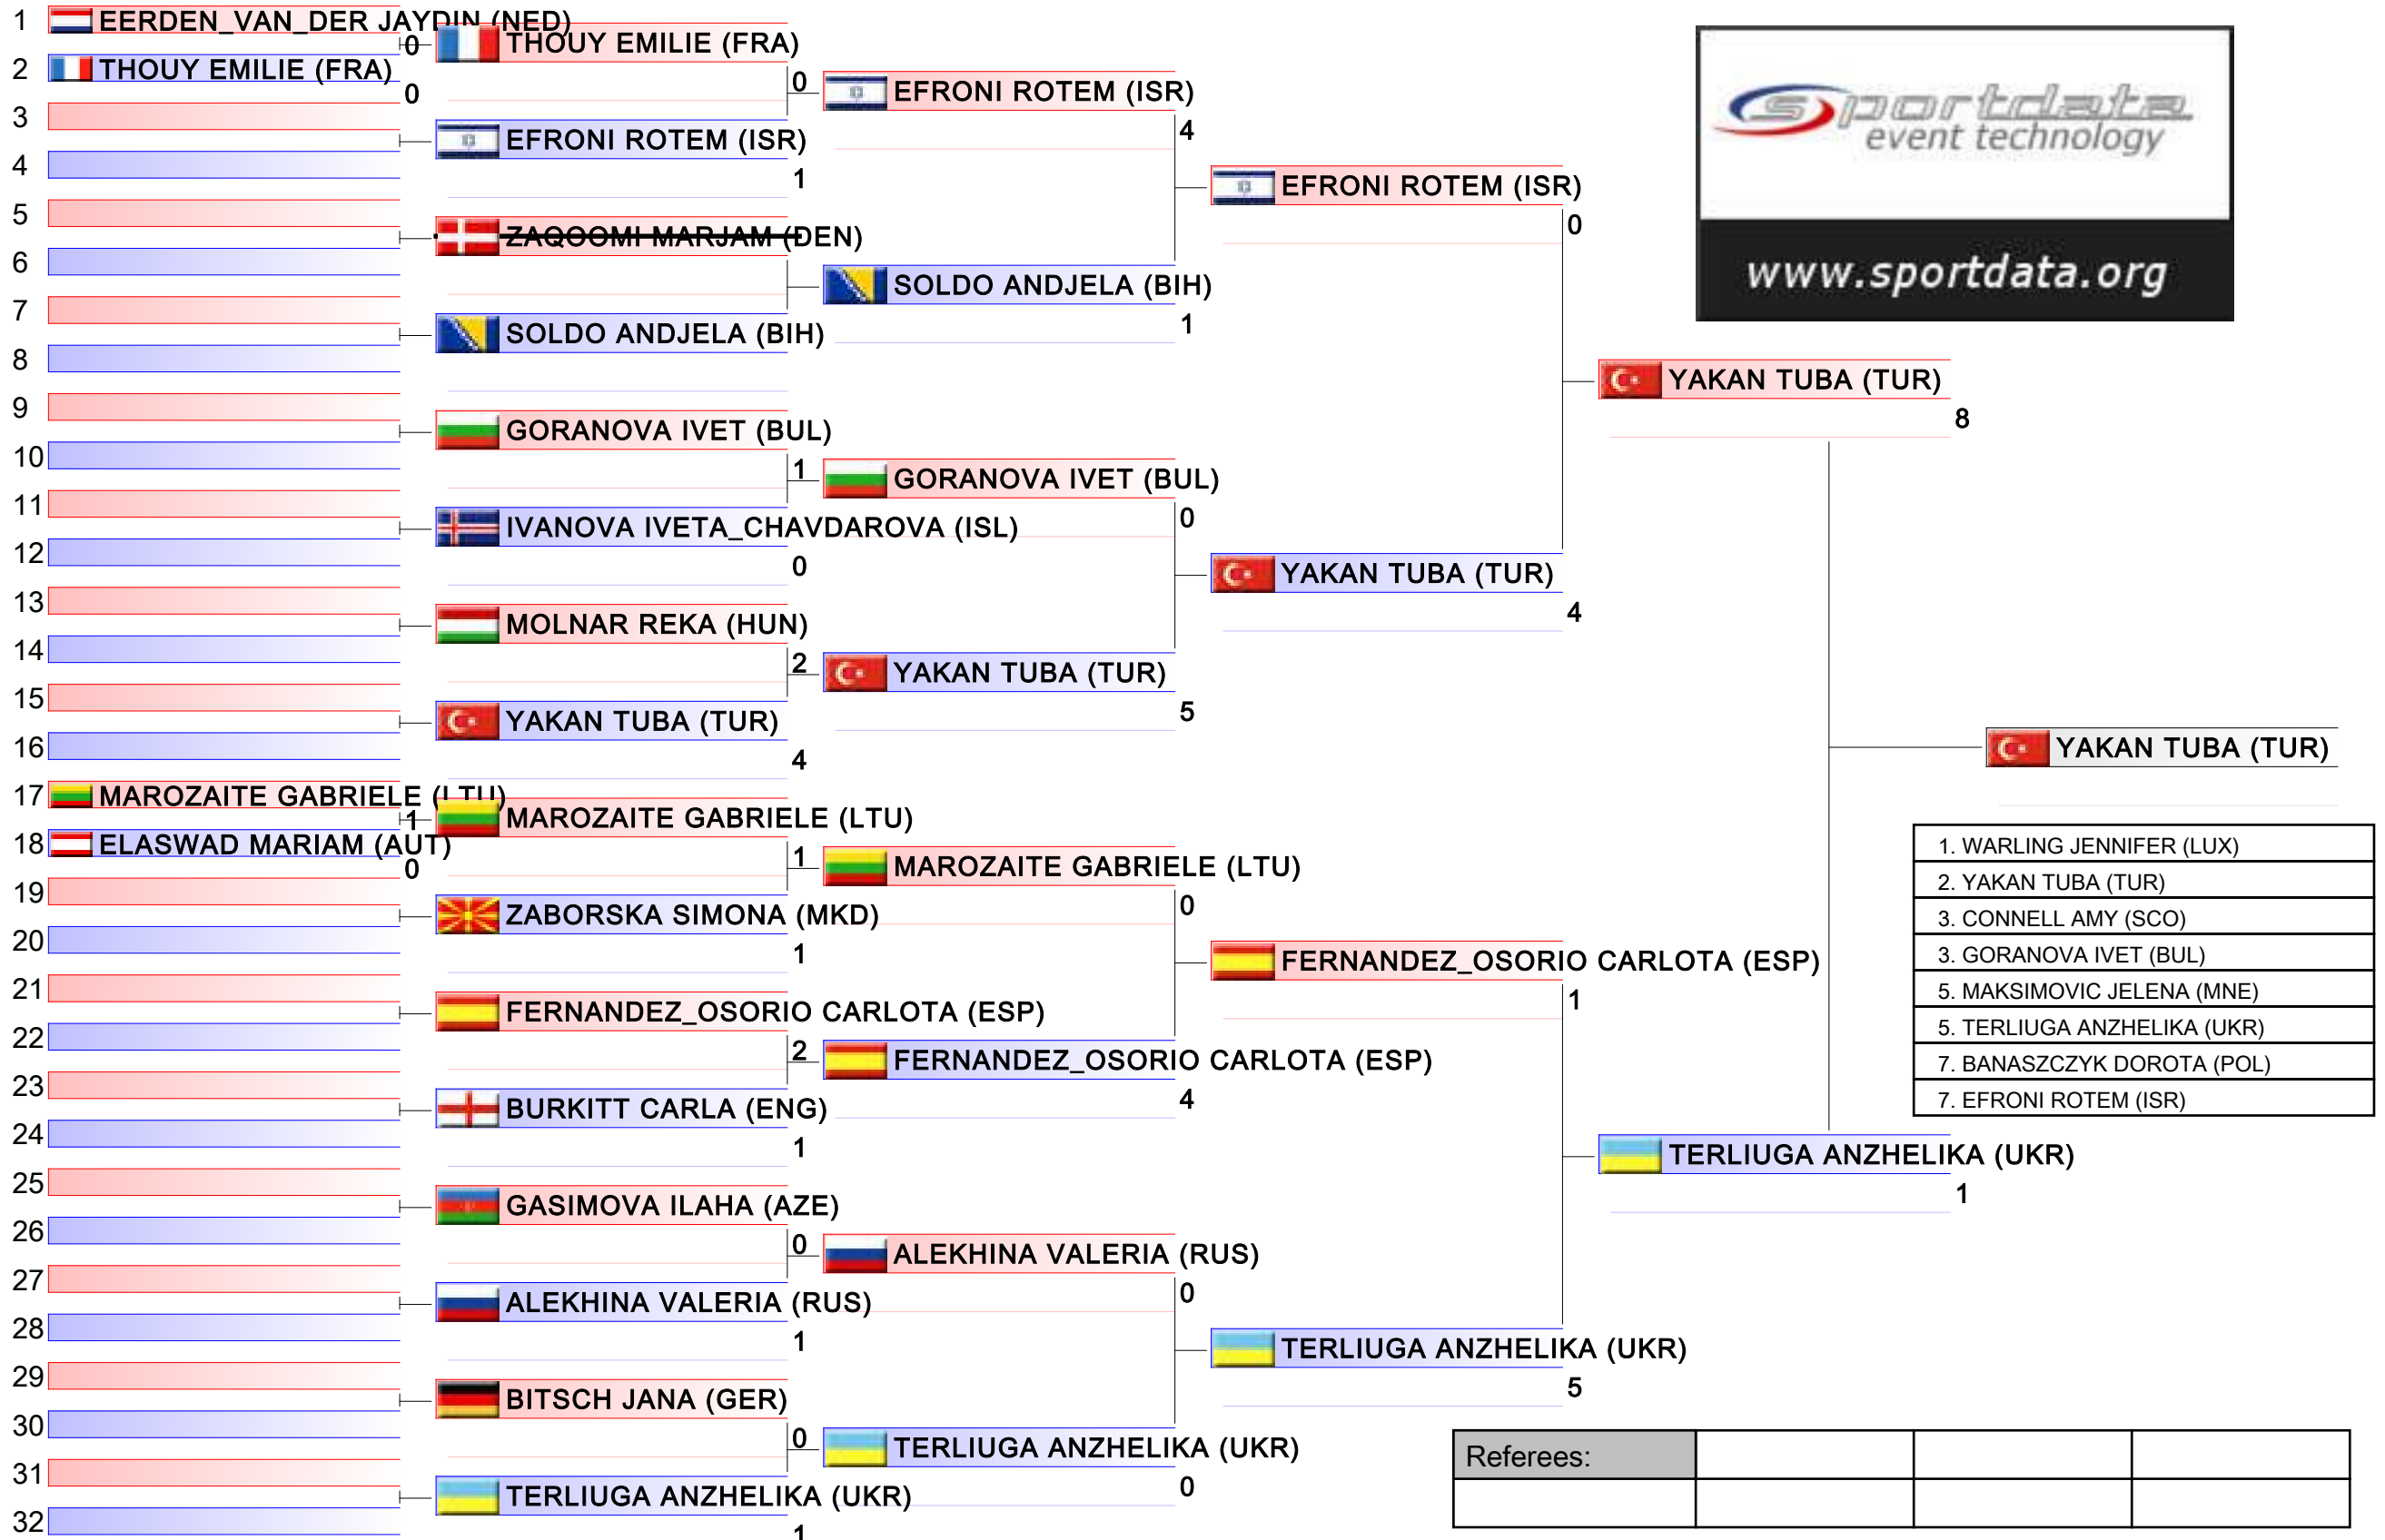 1 EERDEN_VAN_DER JAYDIN (NED)
0
2 THOUY EMILIE (FRA)
0
3
4
5
6
7
8
9
10
11
12
13
14
15
16
17 MAROZAITE GABRIELE (LTU)
1
18 ELASWAD MARIAM (AUT)
0
19
20
21
22
23
24
25
26
27
28
29
30
31
32
THOUY EMILIE (FRA)
0
EFRONI ROTEM (ISR)
1
ZAQOOMI MARJAM (DEN)
SOLDO ANDJELA (BIH)
GORANOVA IVET (BUL)
1
IVANOVA IVETA_CHAVDAROVA (ISL)
0
MOLNAR REKA (HUN)
2
YAKAN TUBA (TUR)
4
MAROZAITE GABRIELE (LTU)
1
ZABORSKA SIMONA (MKD)
1
FERNANDEZ_OSORIO CARLOTA (ESP)
2
BURKITT CARLA (ENG)
1
GASIMOVA ILAHA (AZE)
0
ALEKHINA VALERIA (RUS)
1
BITSCH JANA (GER)
0
TERLIUGA ANZHELIKA (UKR)
1
EFRONI ROTEM (ISR)
4
SOLDO ANDJELA (BIH)
1
GORANOVA IVET (BUL)
0
YAKAN TUBA (TUR)
5
MAROZAITE GABRIELE (LTU)
0
FERNANDEZ_OSORIO CARLOTA (ESP)
4
ALEKHINA VALERIA (RUS)
0
TERLIUGA ANZHELIKA (UKR)
0
EFRONI ROTEM (ISR)
0
YAKAN TUBA (TUR)
4
FERNANDEZ_OSORIO CARLOTA (ESP)
1
TERLIUGA ANZHELIKA (UKR)
5
YAKAN TUBA (TUR)
8
TERLIUGA ANZHELIKA (UKR)
1
YAKAN TUBA (TUR)
sportdata
event technology
www.sportdata.org
1. WARLING JENNIFER (LUX)
2. YAKAN TUBA (TUR)
3. CONNELL AMY (SCO)
3. GORANOVA IVET (BUL)
5. MAKSIMOVIC JELENA (MNE)
5. TERLIUGA ANZHELIKA (UKR)
7. BANASZCZYK DOROTA (POL)
7. EFRONI ROTEM (ISR)
Referees: